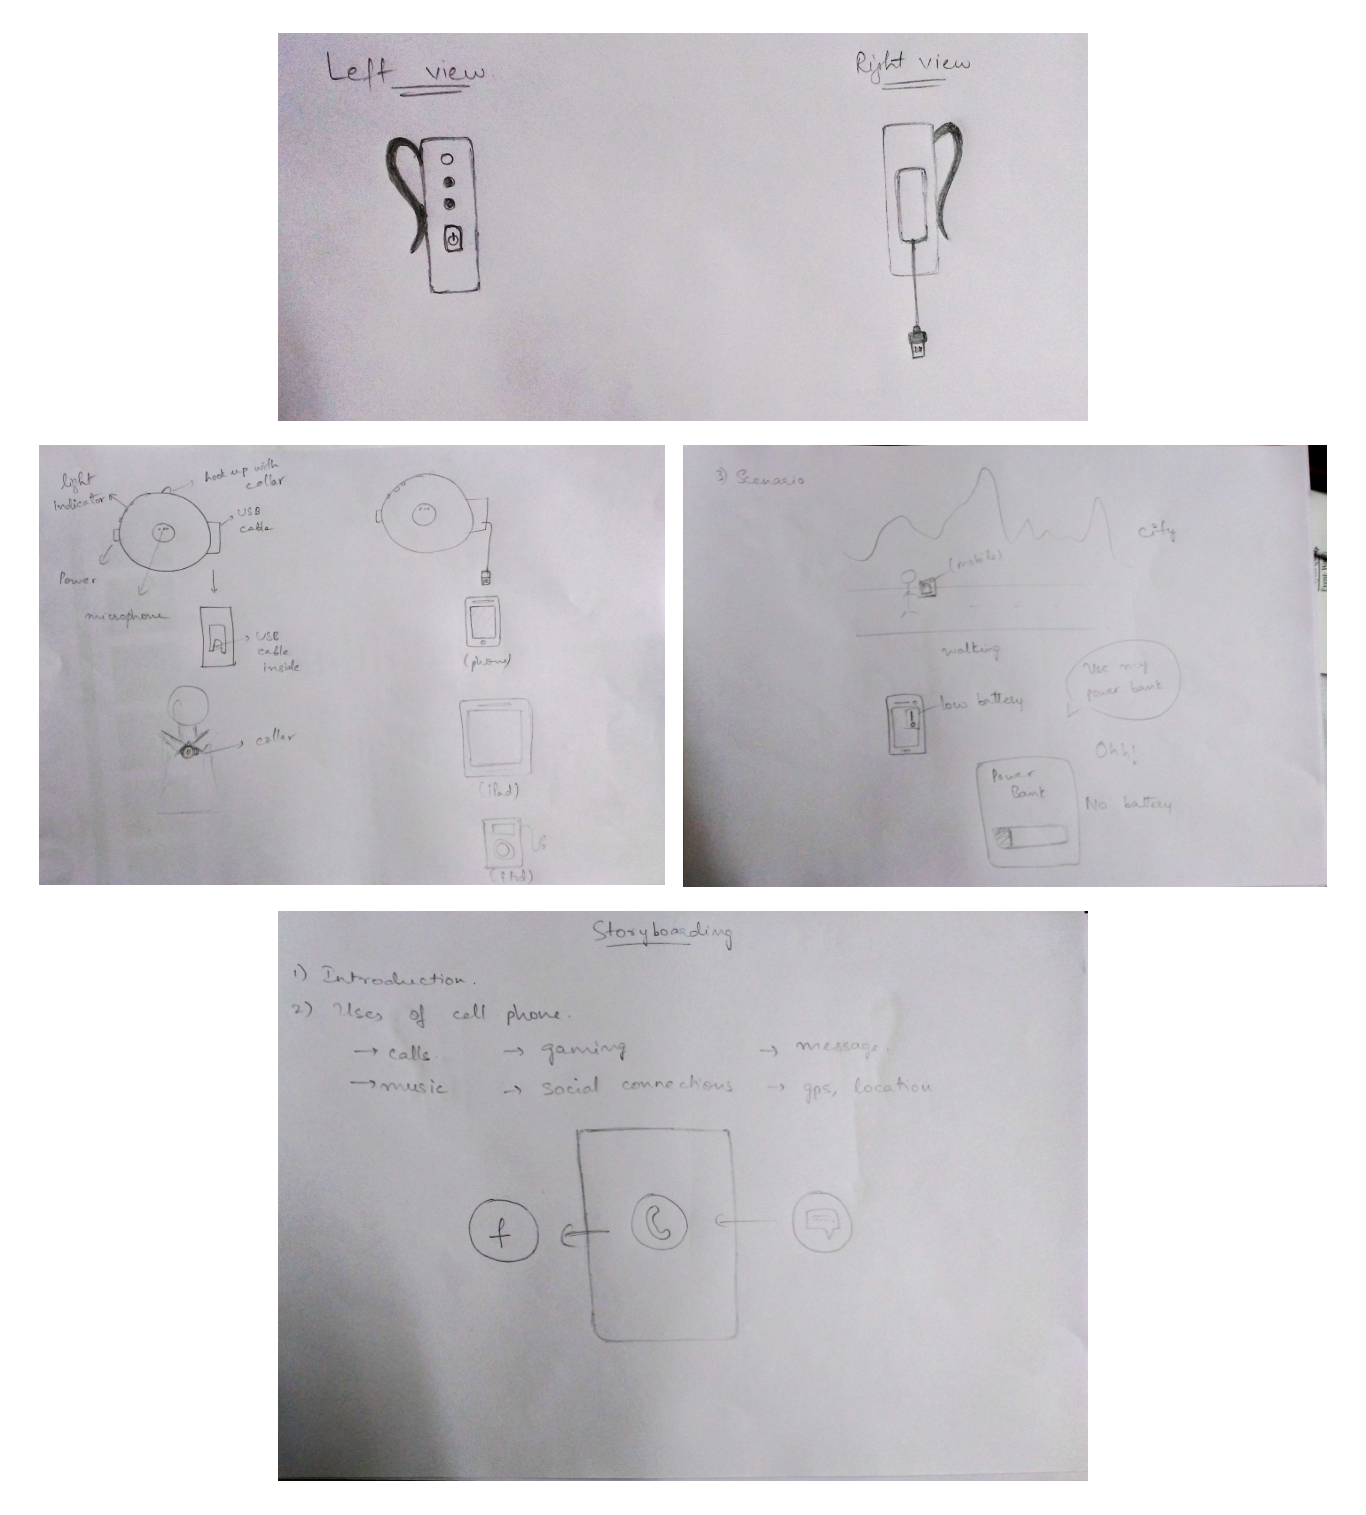 Left view
Right view
light
indicator
hook up with
collar
USB
cable
Power
microphone
USB
cable
inside
(phone)
collar
(iPad)
(iPod)
3) Scenario
City
(mobile)
walking
Use my
power bank
low battery
Ohh!
Power
Bank
No battery
Storyboarding
1) Introduction.
2) Uses of cell phone.
→ calls. → gaming → message.
→ music → social connections → gps, location
f